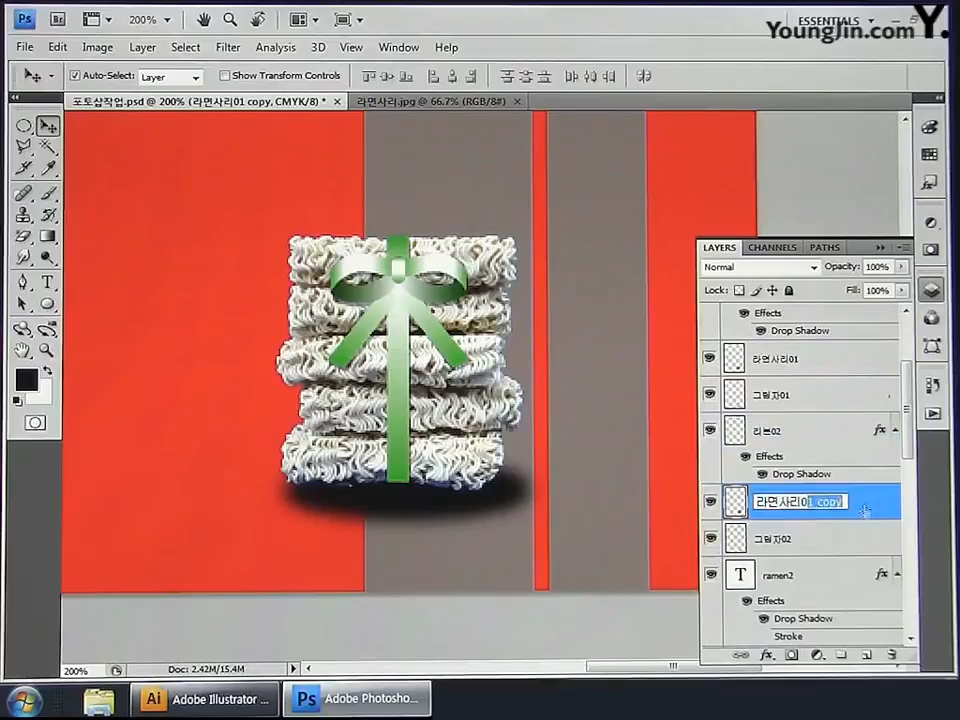 Ps Br 200% ESSENTIALS
YoungJin.com Y.
File Edit Image Layer Select Filter Analysis 3D View Window Help
Auto-Select: Layer Show Transform Controls
포토샵작업.psd @ 200% (라면사리01 copy, CMYK/8) * × 라면사리.jpg @ 66.7% (RGB/8#) ×
LAYERS CHANNELS PATHS
Normal Opacity: 100%
Lock: Fill: 100%
Effects
Drop Shadow
라면사리01
그림자01
리본02 fx
Effects
Drop Shadow
라면사리01 copy
그림자02
T ramen2 fx
Effects
Drop Shadow
Stroke
200% Doc: 2.42M/15.4M
Ai Adobe Illustrator ... Ps Adobe Photosho...